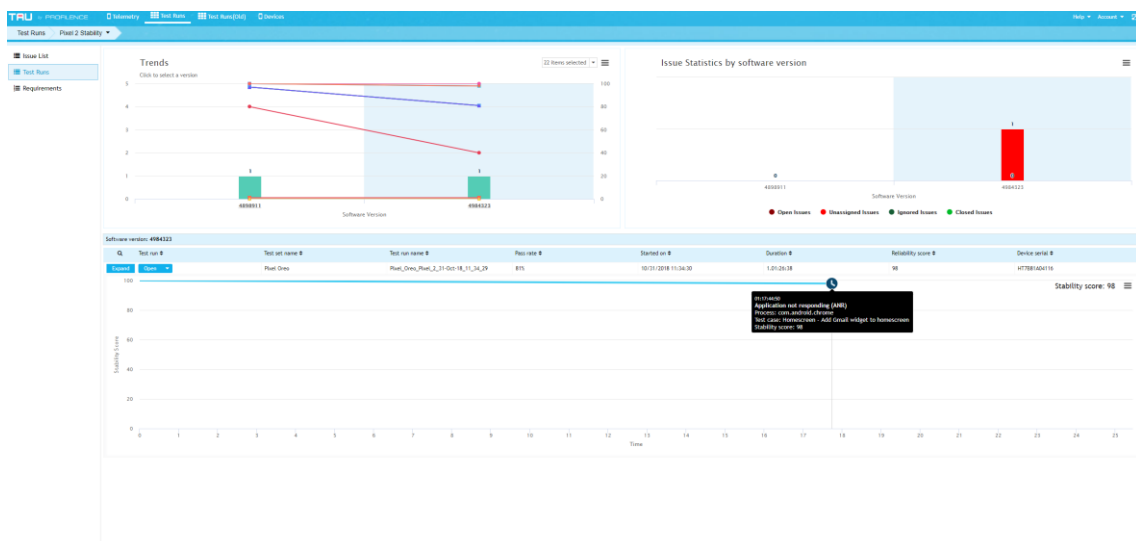 TAU by PROFILENCE Telemetry Test Runs Test Runs(Old) Devices Help Account
Test Runs Pixel 2 Stability
Issue List
Test Runs
Requirements
Trends
Click to select a version
22 items selected
5
4
3
2
1
0
100
80
60
40
20
0
1
1
4898911
4984323
Software Version
Issue Statistics by software version
0
1
0
4898911
4984323
Software Version
Open Issues Unassigned Issues Ignored Issues Closed Issues
Software version: 4984323
Test run Test set name Test run name Pass rate Started on Duration Reliability score Device serial
Expand Open Pixel Oreo Pixel_Oreo_Pixel_2_31-Oct-18_11_34_29 81% 10/31/2018 11:34:30 1.01:26:38 98 HT7E81A04116
Stability score: 98
100
80
60
40
20
0
Stability Score
Application not responding (ANR)
Process: com.android.chrome
Test case: Homescreen - Add Gmail widget to homescreen
Stability score: 98
0 1 2 3 4 5 6 7 8 9 10 11 12 13 14 15 16 17 18 19 20 21 22 23 24 25
Time